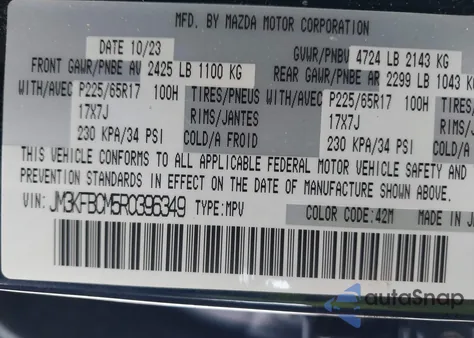 MFD. BY MAZDA MOTOR CORPORATION
DATE 10/23 GVWR/PNBV 4724 LB 2143 KG
FRONT GAWR/PNBE AV 2425 LB 1100 KG REAR GAWR/PNBE AR 2299 LB 1043 KG
WITH/AVEC P225/65R17 100H TIRES/PNEUS WITH/AVEC P225/65R17 100H
17X7J RIMS/JANTES 17X7J
230 KPA/34 PSI COLD/A FROID 230 KPA/34 PSI
THIS VEHICLE CONFORMS TO ALL APPLICABLE FEDERAL MOTOR VEHICLE SAFETY AND
PREVENTION STANDARDS IN EFFECT ON THE DATE OF MANUFACTURE SHOWN ABOVE.
VIN: JM3KFBCM5R0396349 TYPE:MPV COLOR CODE:42M MADE IN
autoSnap